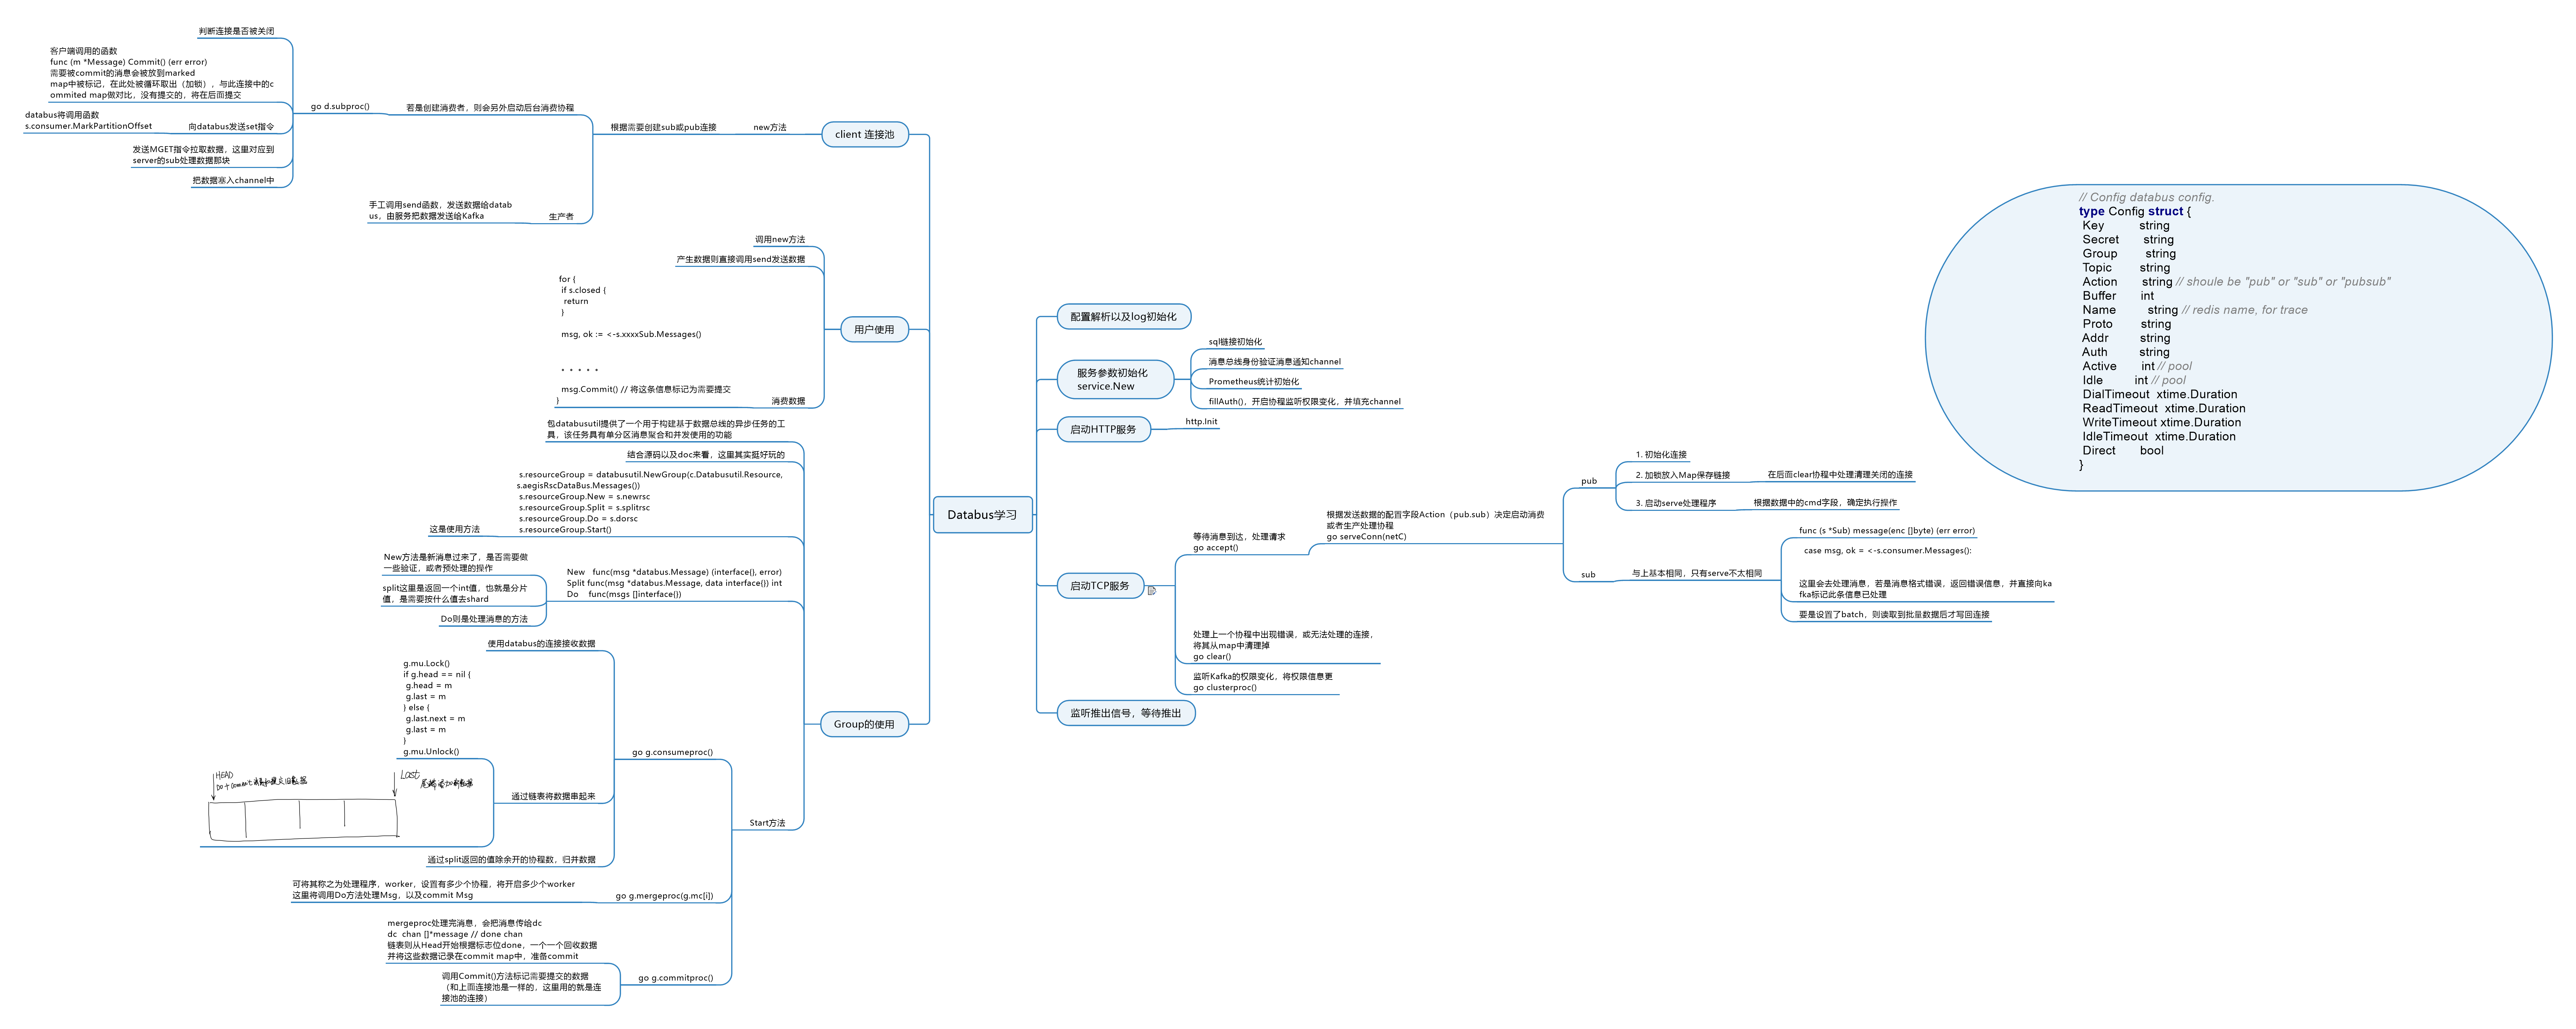 判断连接是否被关闭
客户端调用的函数
func (m *Message) Commit() (err error)
需要被commit的消息会被放到marked
map中被标记，在此处被循环取出（加锁），与此连接中的c
ommited map做对比，没有提交的，将在后面提交
databus将调用函数
s.consumer.MarkPartitionOffset
向databus发送set指令
发送MGET指令拉取数据，这里对应到
server的sub处理数据那块
把数据塞入channel中
go d.subproc()
若是创建消费者，则会另外启动后台消费协程
手工调用send函数，发送数据给datab
us，由服务把数据发送给Kafka
生产者
根据需要创建sub或pub连接
new方法
client 连接池
调用new方法
产生数据则直接调用send发送数据
for {
if s.closed {
return
}
msg, ok := <-s.xxxxSub.Messages()
。。。。。
msg.Commit() // 将这条信息标记为需要提交
}
消费数据
用户使用
包databusutil提供了一个用于构建基于数据总线的异步任务的工
具，该任务具有单分区消息聚合和并发使用的功能
结合源码以及doc来看，这里其实挺好玩的
s.resourceGroup = databusutil.NewGroup(c.Databusutil.Resource,
s.aegisRscDataBus.Messages())
s.resourceGroup.New = s.newrsc
s.resourceGroup.Split = s.splitrsc
s.resourceGroup.Do = s.dorsc
s.resourceGroup.Start()
这是使用方法
New方法是新消息过来了，是否需要做
一些验证，或者预处理的操作
split这里是返回一个int值，也就是分片
值，是需要按什么值去shard
Do则是处理消息的方法
New func(msg *databus.Message) (interface{}, error)
Split func(msg *databus.Message, data interface{}) int
Do func(msgs []interface{})
使用databus的连接接收数据
g.mu.Lock()
if g.head == nil {
g.head = m
g.last = m
} else {
g.last.next = m
g.last = m
}
g.mu.Unlock()
HEAD
Last
通过链表将数据串起来
通过split返回的值除余开的协程数，归并数据
go g.consumeproc()
可将其称之为处理程序，worker，设置有多少个协程，将开启多少个worker
这里将调用Do方法处理Msg，以及commit Msg
go g.mergeproc(g.mc[i])
mergeproc处理完消息，会把消息传给dc
dc chan []*message // done chan
链表则从Head开始根据标志位done，一个一个回收数据
并将这些数据记录在commit map中，准备commit
调用Commit()方法标记需要提交的数据
（和上面连接池是一样的，这里用的就是连
接池的连接）
go g.commitproc()
Start方法
Group的使用
Databus学习
配置解析以及log初始化
服务参数初始化
service.New
sql链接初始化
消息总线身份验证消息通知channel
Prometheus统计初始化
fillAuth()，开启协程监听权限变化，并填充channel
启动HTTP服务
http.Init
启动TCP服务
等待消息到达，处理请求
go accept()
根据发送数据的配置字段Action（pub.sub）决定启动消费
或者生产处理协程
go serveConn(netC)
pub
1. 初始化连接
2. 加锁放入Map保存链接
在后面clear协程中处理清理关闭的连接
3. 启动serve处理程序
根据数据中的cmd字段，确定执行操作
sub
与上基本相同，只有serve不太相同
func (s *Sub) message(enc []byte) (err error)
case msg, ok = <-s.consumer.Messages():
这里会去处理消息，若是消息格式错误，返回错误信息，并直接向ka
fka标记此条信息已处理
要是设置了batch，则读取到批量数据后才写回连接
处理上一个协程中出现错误，或无法处理的连接，
将其从map中清理掉
go clear()
监听Kafka的权限变化，将权限信息更
go clusterproc()
监听推出信号，等待推出
// Config databus config.
type Config struct {
Key string
Secret string
Group string
Topic string
Action string // shoule be "pub" or "sub" or "pubsub"
Buffer int
Name string // redis name, for trace
Proto string
Addr string
Auth string
Active int // pool
Idle int // pool
DialTimeout xtime.Duration
ReadTimeout xtime.Duration
WriteTimeout xtime.Duration
IdleTimeout xtime.Duration
Direct bool
}